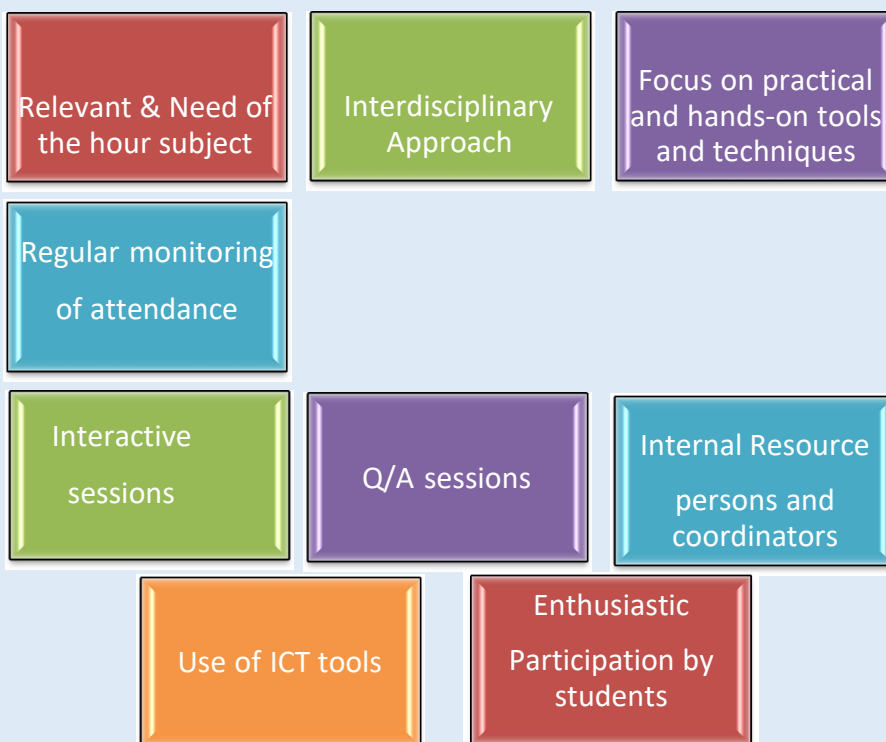 Relevant & Need of
the hour subject
Interdisciplinary
Approach
Focus on practical
and hands-on tools
and techniques
Regular monitoring
of attendance
Interactive
sessions
Q/A sessions
Internal Resource
persons and
coordinators
Use of ICT tools
Enthusiastic
Participation by
students